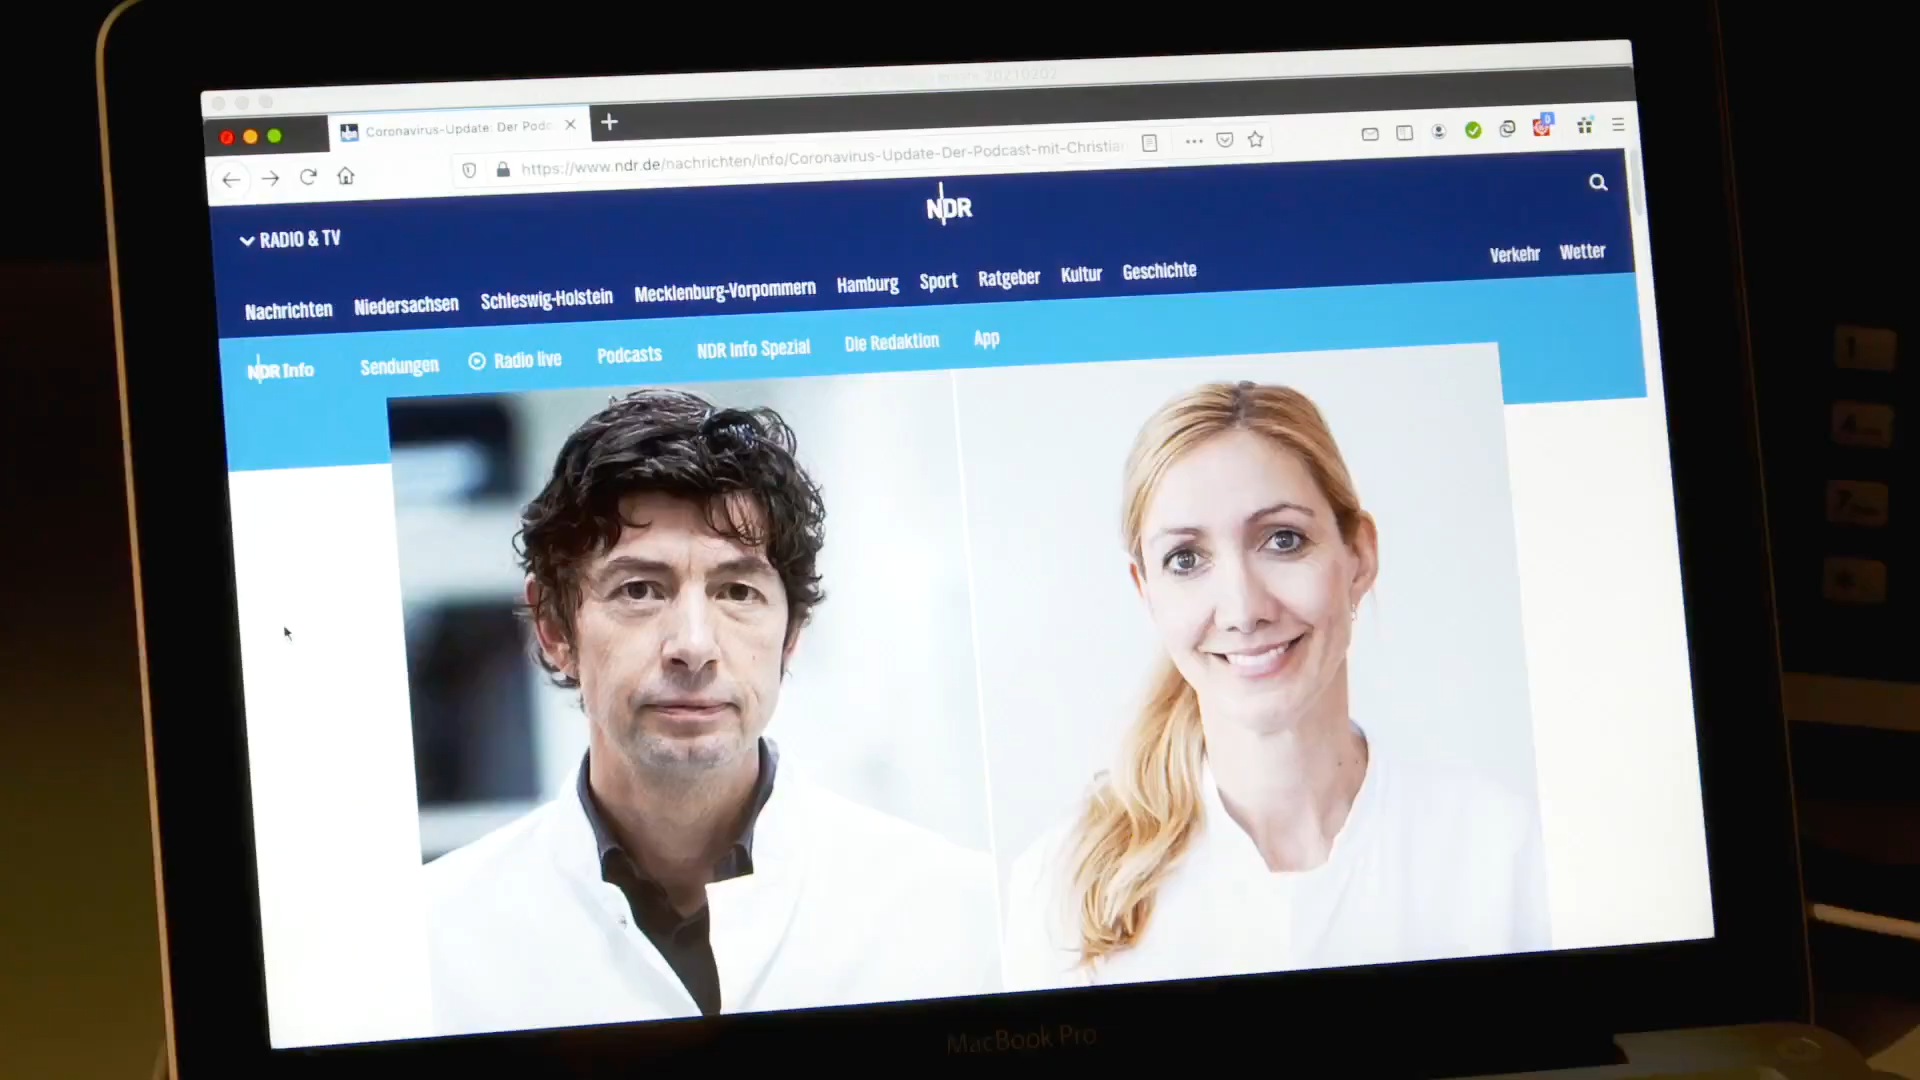 20210202
Coronavirus-Update: Der Podc
https://www.ndr.de/nachrichten/info/Coronavirus-Update-Der-Podcast-mit-Christia
NDR
RADIO & TV
Verkehr Wetter
Nachrichten Niedersachsen Schleswig-Holstein Mecklenburg-Vorpommern Hamburg Sport Ratgeber Kultur Geschichte
NDR Info Sendungen Radio live Podcasts NDR Info Spezial Die Redaktion App
MacBook Pro